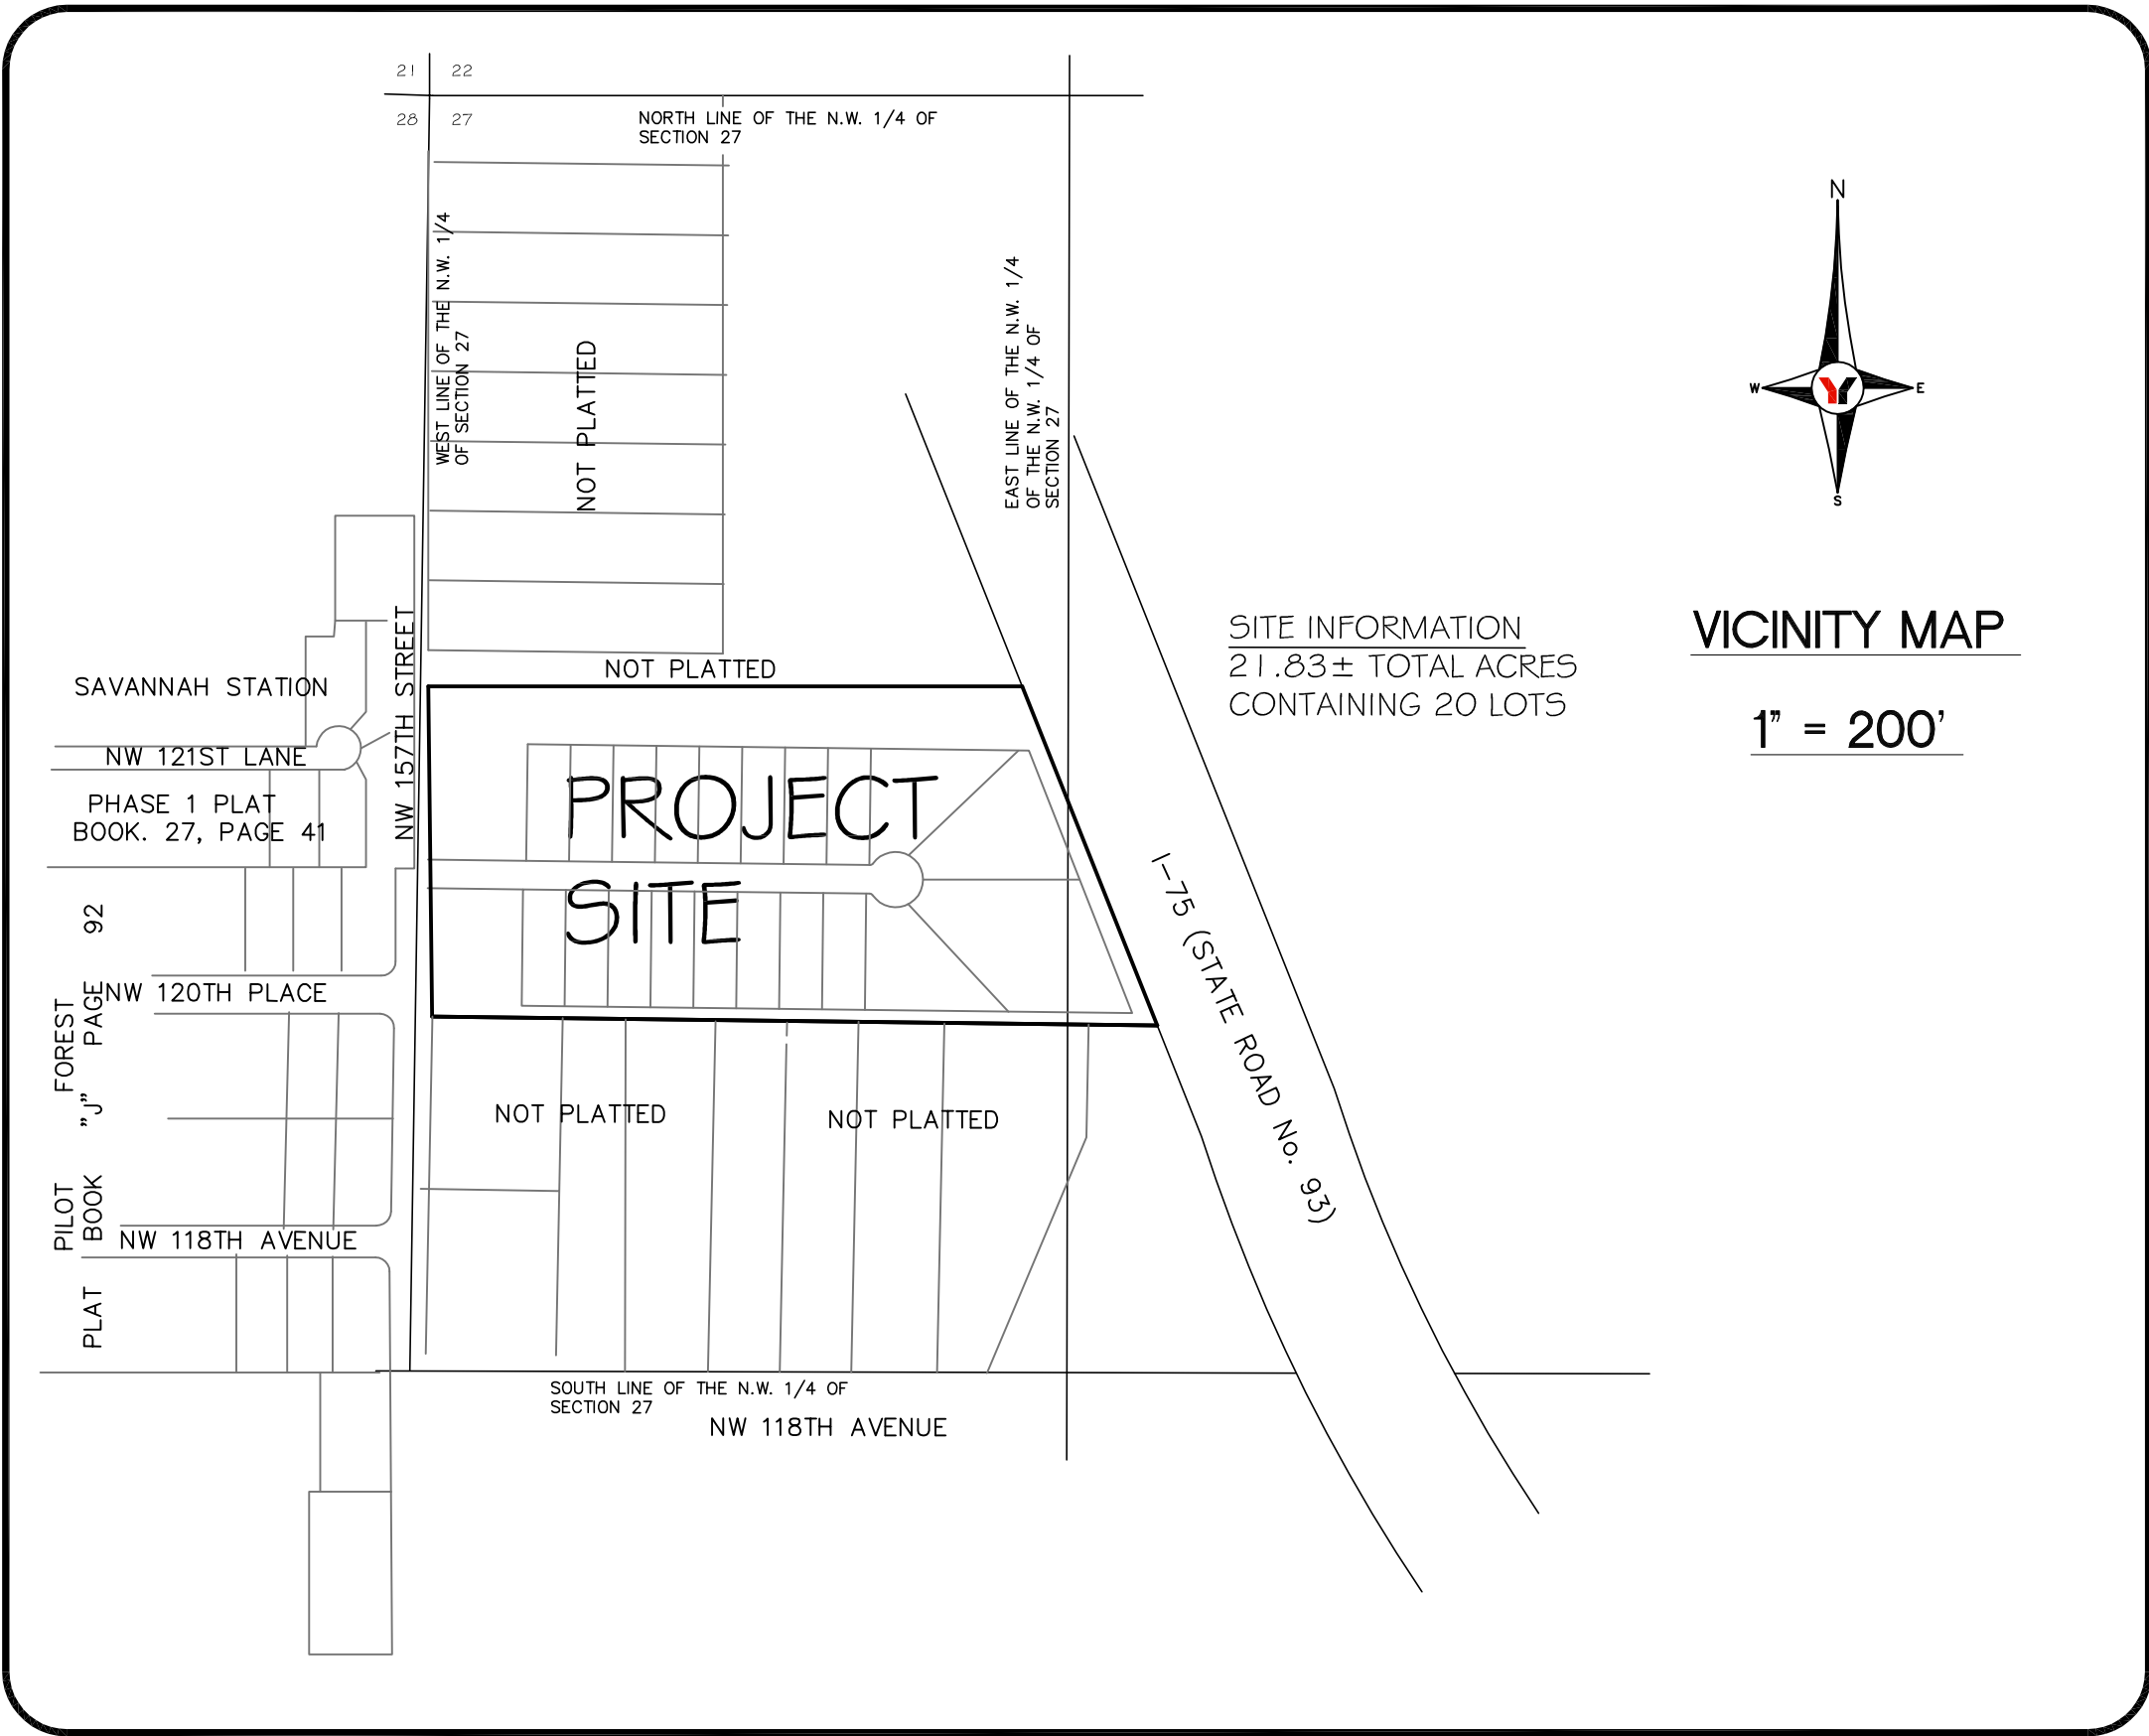 21 22
28 27
NORTH LINE OF THE N.W. 1/4 OF
SECTION 27
N
W
E
S
WEST LINE OF THE N.W. 1/4
OF SECTION 27
NOT PLATTED
EAST LINE OF THE N.W. 1/4
OF THE N.W. 1/4 OF
SECTION 27
SITE INFORMATION
21.83± TOTAL ACRES
CONTAINING 20 LOTS
VICINITY MAP
1" = 200'
NOT PLATTED
SAVANNAH STATION
NW 121ST LANE
PHASE 1 PLAT
BOOK. 27, PAGE 41
NW 157TH STREET
PROJECT
SITE
I-75 (STATE ROAD No. 93)
NW 120TH PLACE
PILOT FOREST
PLAT BOOK "J" PAGE 92
NOT PLATTED
NOT PLATTED
NW 118TH AVENUE
SOUTH LINE OF THE N.W. 1/4 OF
SECTION 27
NW 118TH AVENUE